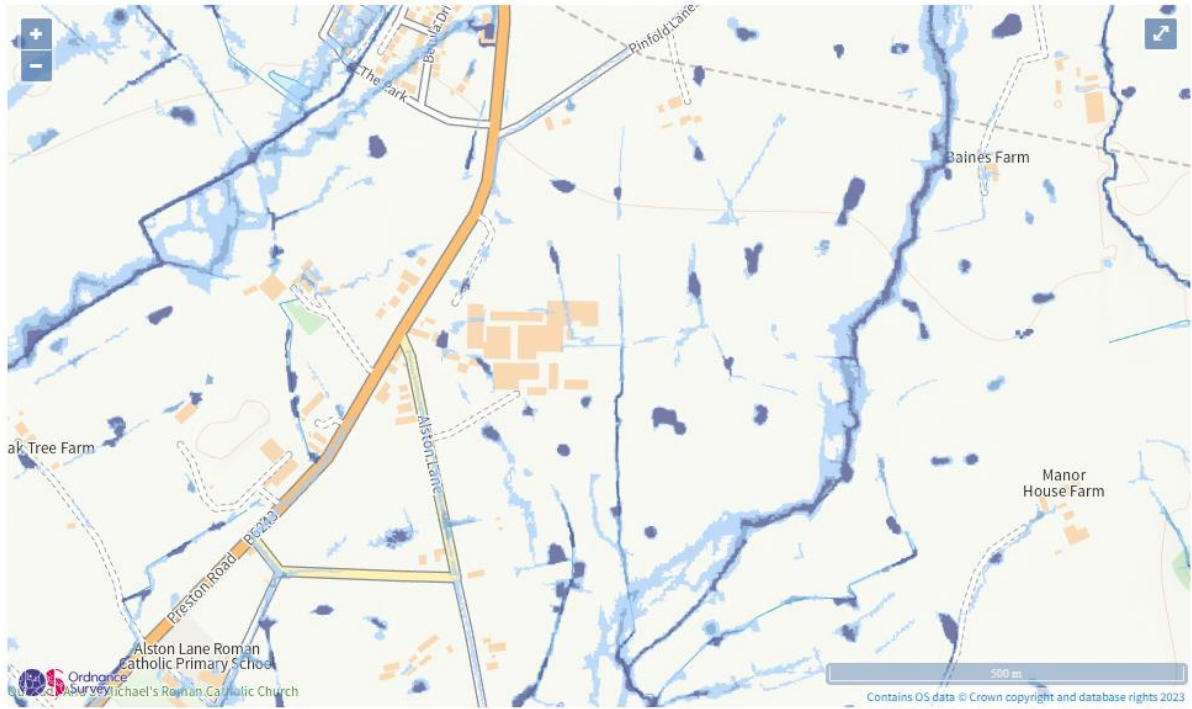 +
−
Betula Dri
Pinfold Lane
The Park
Baines Farm
Alston Lane
ak Tree Farm
Manor
House Farm
B6243
Preston Road
Alston Lane Roman
Catholic Primary School
Ordnance
Survey
Michael's Roman Catholic Church
500 m
Contains OS data © Crown copyright and database rights 2023